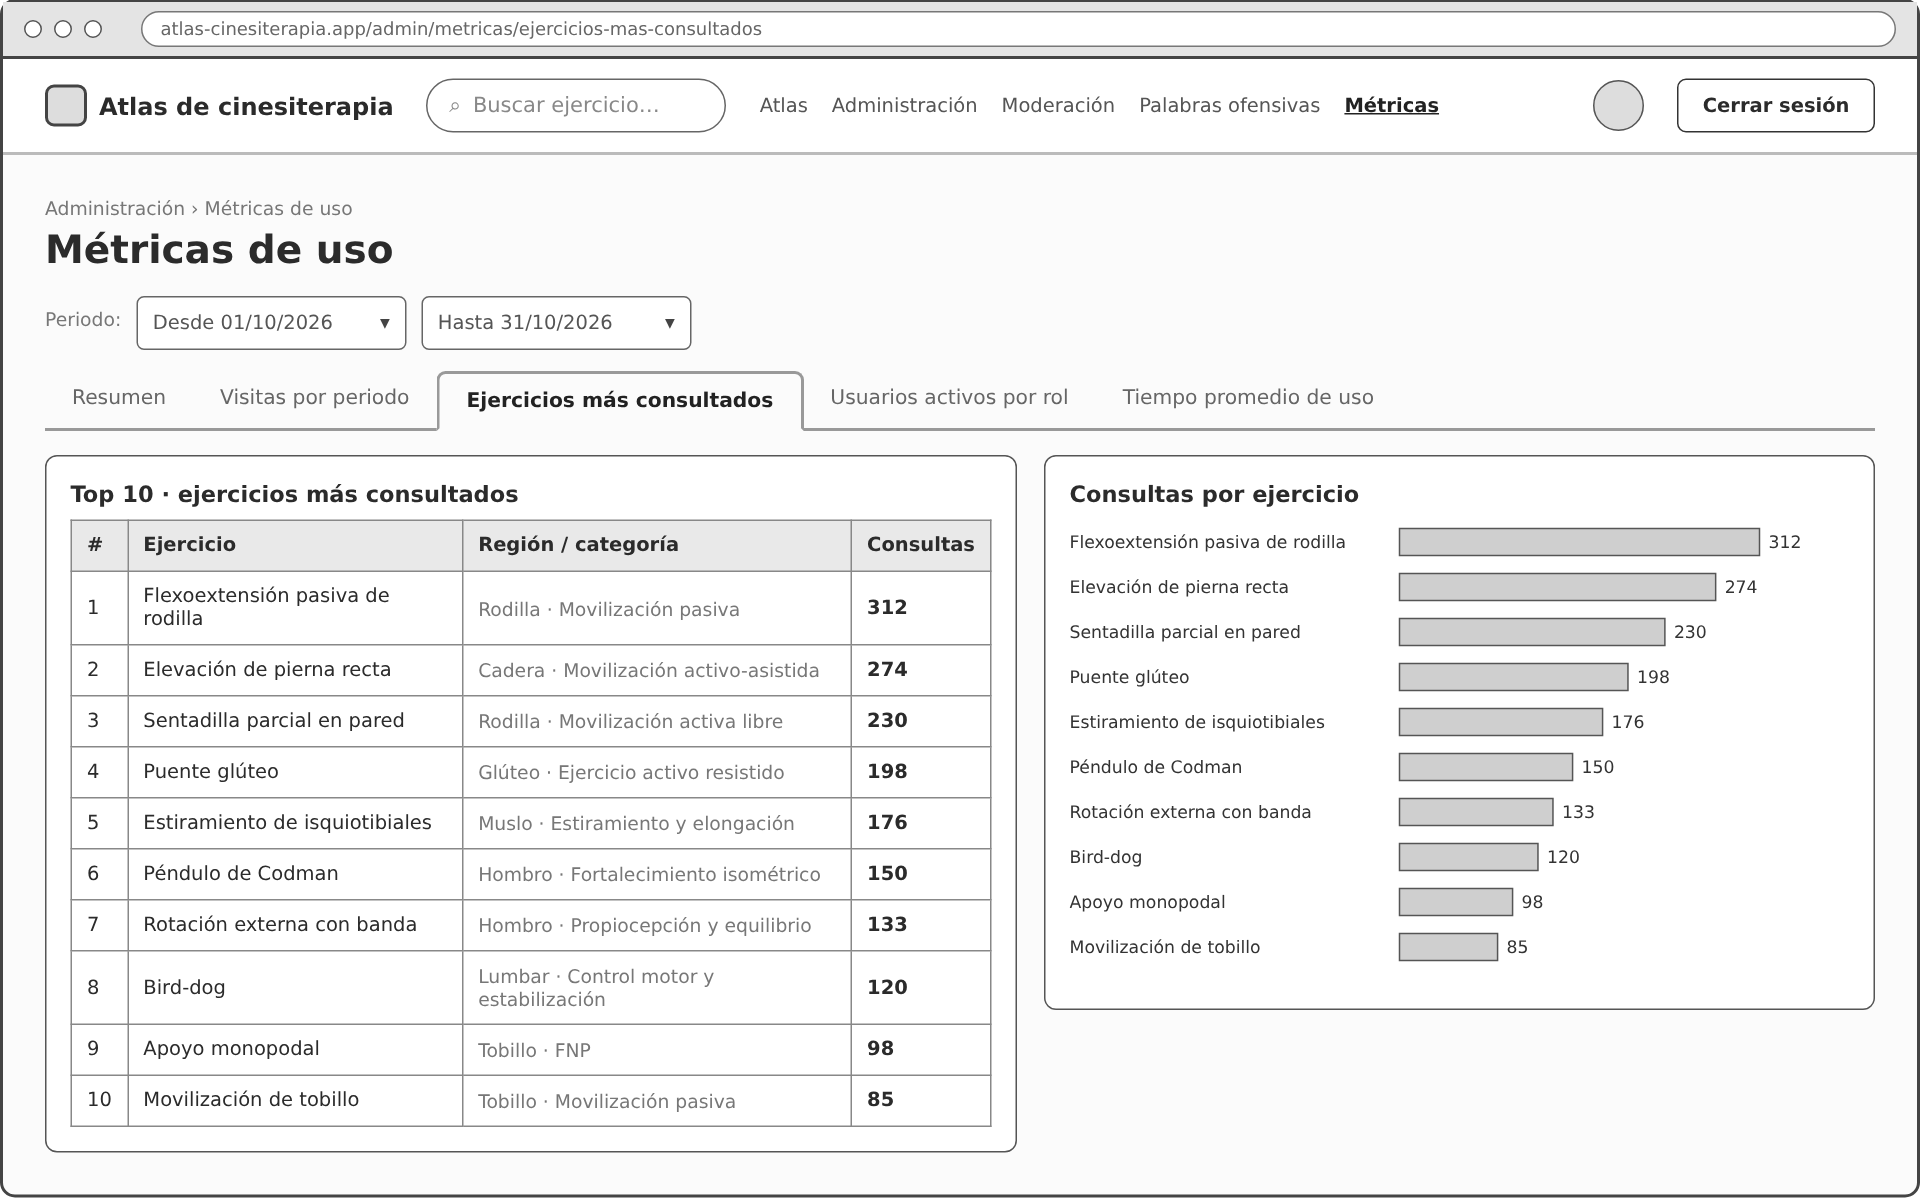 atlas-cinesiterapia.app/admin/metricas/ejercicios-mas-consultados
Atlas de cinesiterapia
Buscar ejercicio...
Atlas Administración Moderación Palabras ofensivas Métricas
Cerrar sesión
Administración › Métricas de uso
Métricas de uso
Periodo: Desde 01/10/2026 ▼ Hasta 31/10/2026 ▼
Resumen Visitas por periodo Ejercicios más consultados Usuarios activos por rol Tiempo promedio de uso
Top 10 · ejercicios más consultados
# Ejercicio Región / categoría Consultas
1 Flexoextensión pasiva de rodilla Rodilla · Movilización pasiva 312
2 Elevación de pierna recta Cadera · Movilización activo-asistida 274
3 Sentadilla parcial en pared Rodilla · Movilización activa libre 230
4 Puente glúteo Glúteo · Ejercicio activo resistido 198
5 Estiramiento de isquiotibiales Muslo · Estiramiento y elongación 176
6 Péndulo de Codman Hombro · Fortalecimiento isométrico 150
7 Rotación externa con banda Hombro · Propiocepción y equilibrio 133
8 Bird-dog Lumbar · Control motor y estabilización 120
9 Apoyo monopodal Tobillo · FNP 98
10 Movilización de tobillo Tobillo · Movilización pasiva 85
Consultas por ejercicio
Flexoextensión pasiva de rodilla 312
Elevación de pierna recta 274
Sentadilla parcial en pared 230
Puente glúteo 198
Estiramiento de isquiotibiales 176
Péndulo de Codman 150
Rotación externa con banda 133
Bird-dog 120
Apoyo monopodal 98
Movilización de tobillo 85